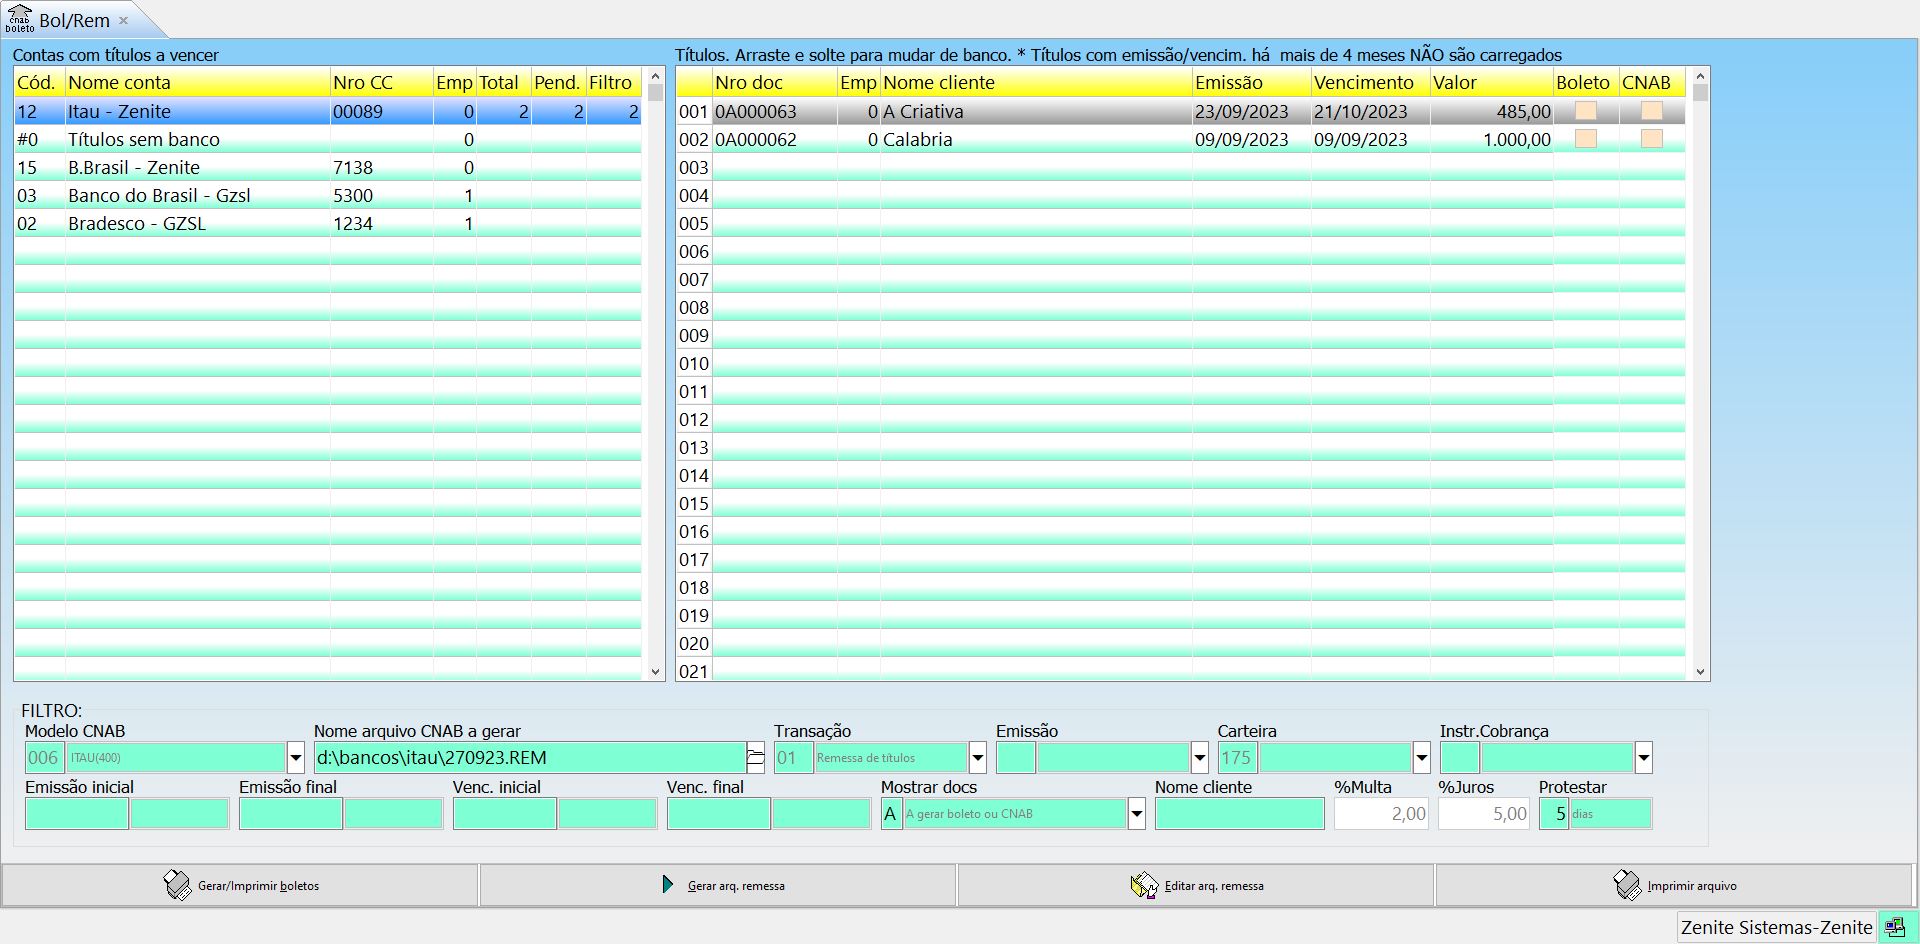 cnab
boleto
Bol/Rem ×
Contas com títulos a vencer
Cód. Nome conta Nro CC Emp Total Pend. Filtro
12 Itau - Zenite 00089 0 2 2 2
#0 Títulos sem banco 0
15 B.Brasil - Zenite 7138 0
03 Banco do Brasil - Gzsl 5300 1
02 Bradesco - GZSL 1234 1
Títulos. Arraste e solte para mudar de banco. * Títulos com emissão/vencim. há  mais de 4 meses NÃO são carregados
Nro doc Emp Nome cliente Emissão Vencimento Valor Boleto CNAB
001 0A000063 0 A Criativa 23/09/2023 21/10/2023 485,00
002 0A000062 0 Calabria 09/09/2023 09/09/2023 1.000,00
003
004
005
006
007
008
009
010
011
012
013
014
015
016
017
018
019
020
021
FILTRO:
Modelo CNAB Nome arquivo CNAB a gerar Transação Emissão Carteira Instr.Cobrança
006 ITAU(400) d:\bancos\itau\270923.REM 01 Remessa de títulos 175
Emissão inicial Emissão final Venc. inicial Venc. final Mostrar docs Nome cliente %Multa %Juros Protestar
A A gerar boleto ou CNAB 2,00 5,00 5 dias
Gerar/Imprimir boletos Gerar arq. remessa Editar arq. remessa Imprimir arquivo
Zenite Sistemas-Zenite